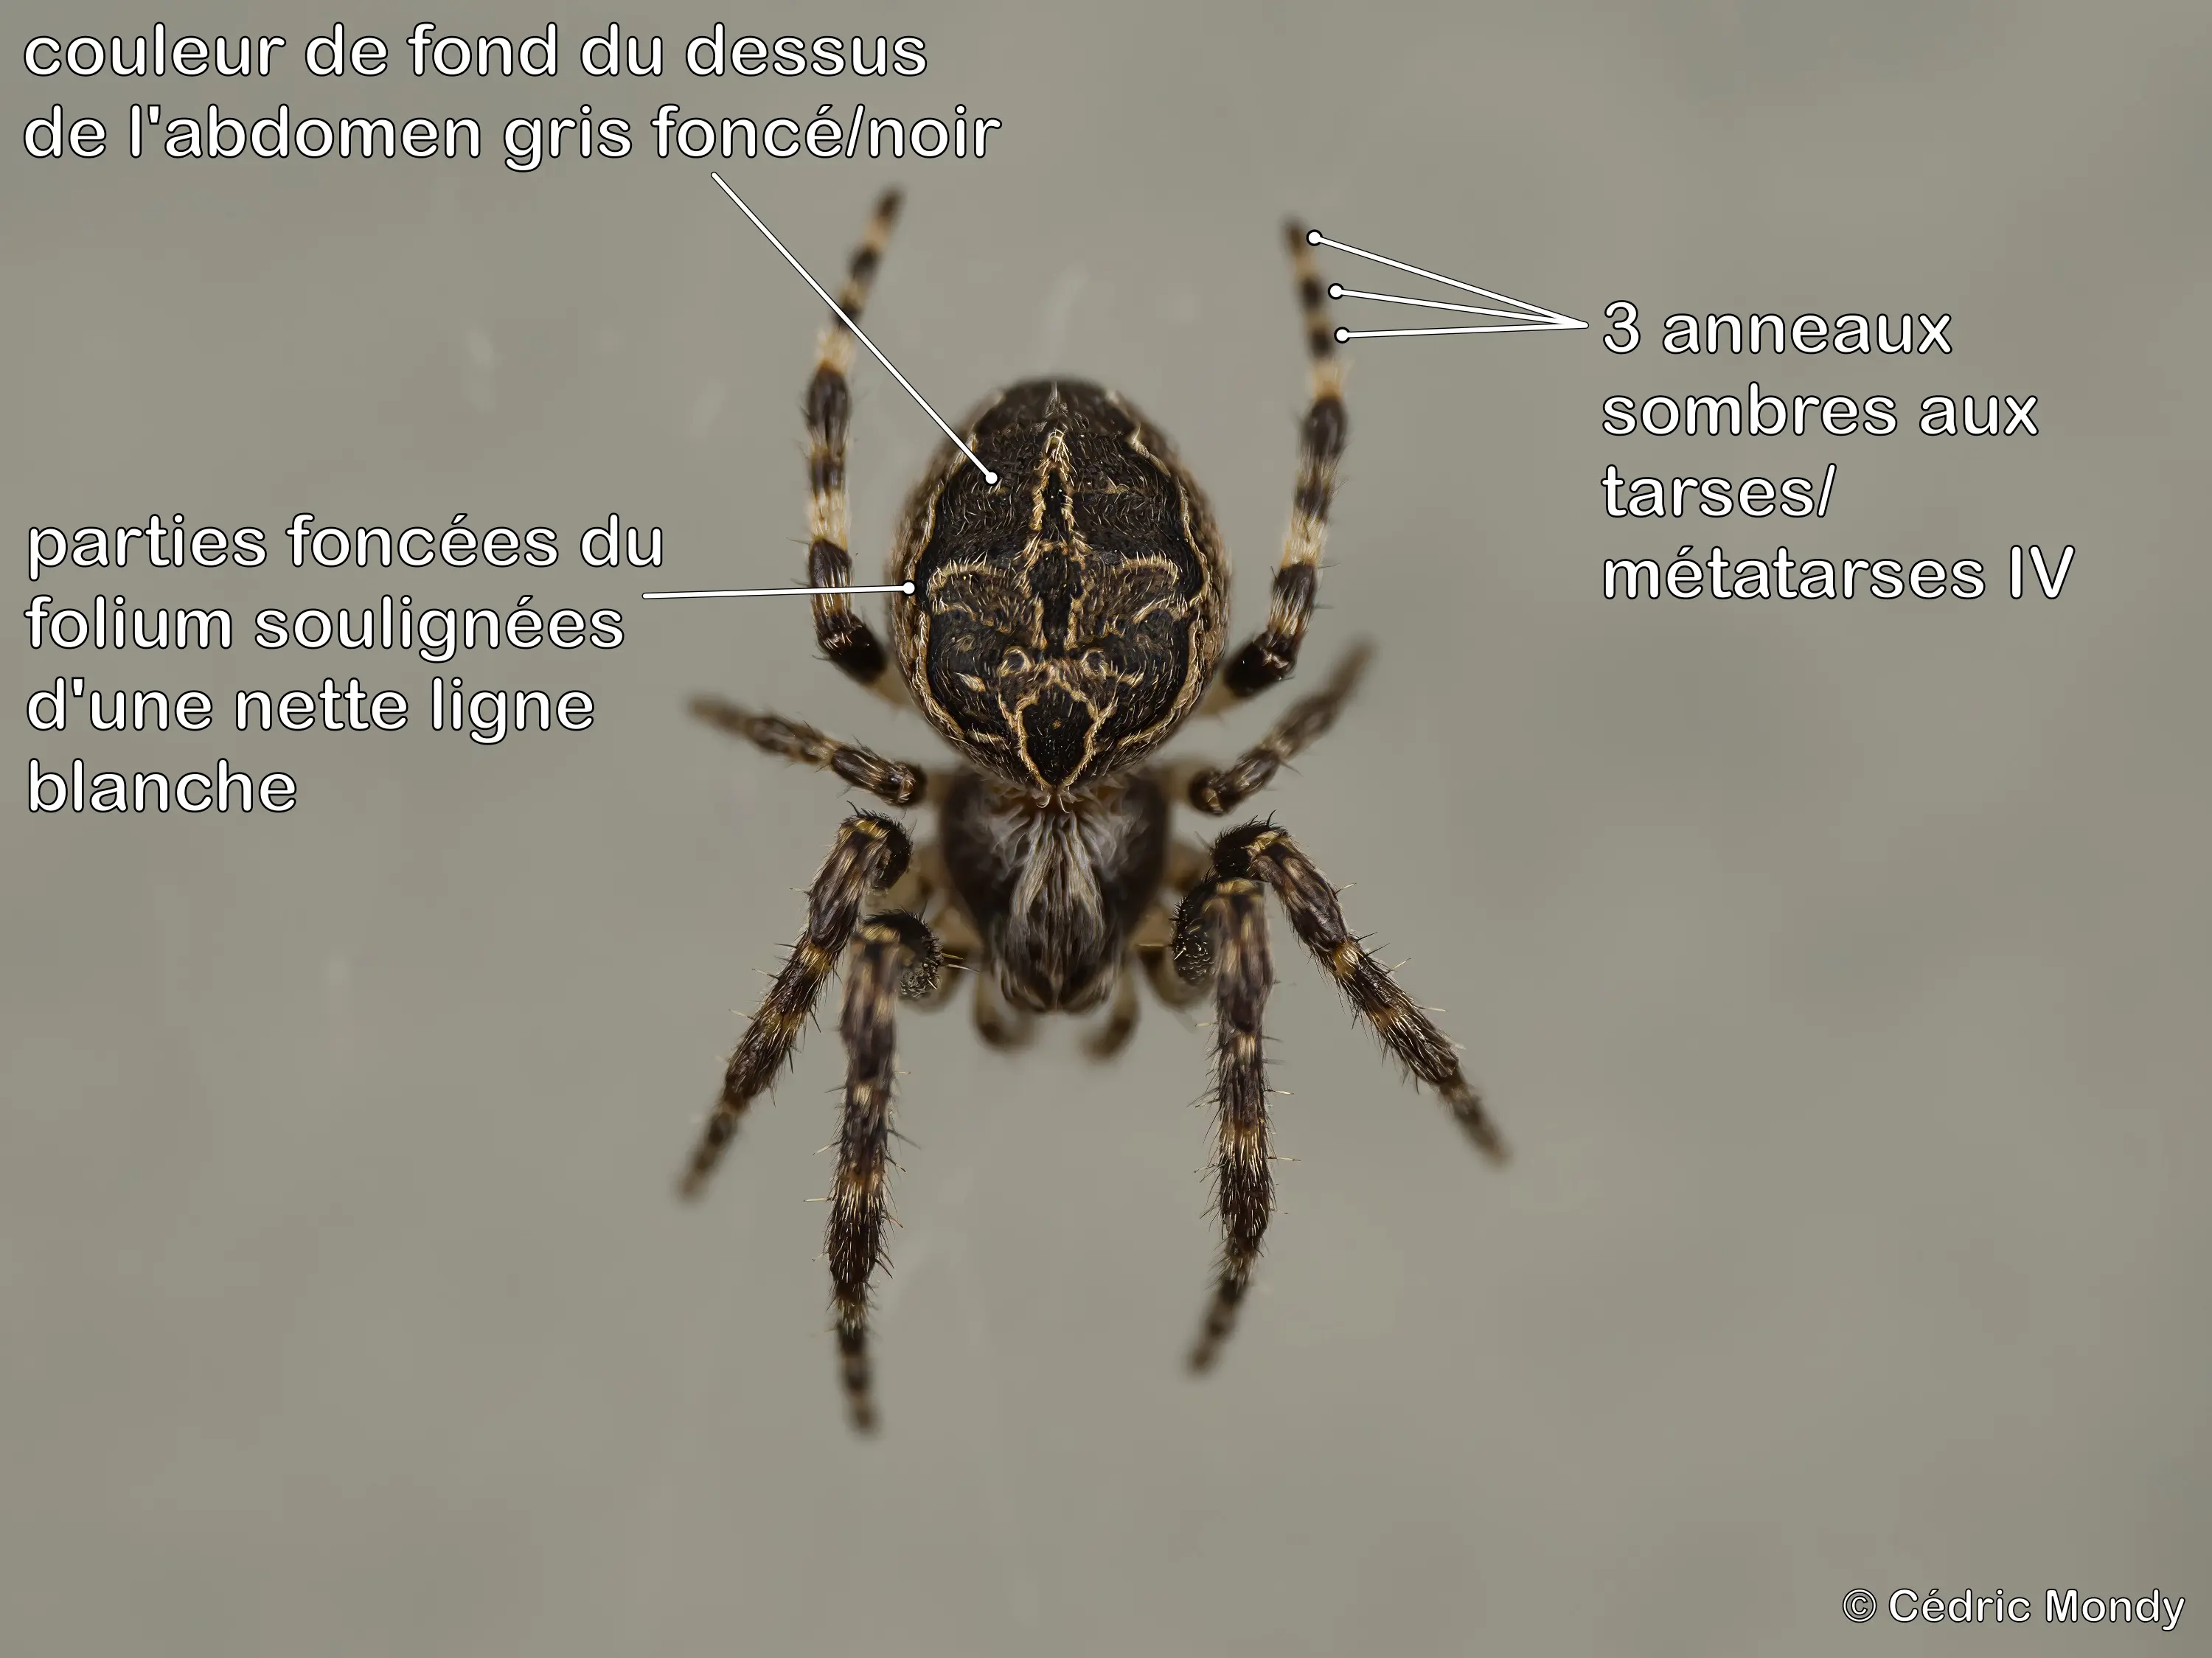 couleur de fond du dessus
de l'abdomen gris foncé/noir
3 anneaux
sombres aux
tarses/
métatarses IV
parties foncées du
folium soulignées
d'une nette ligne
blanche
© Cédric Mondy